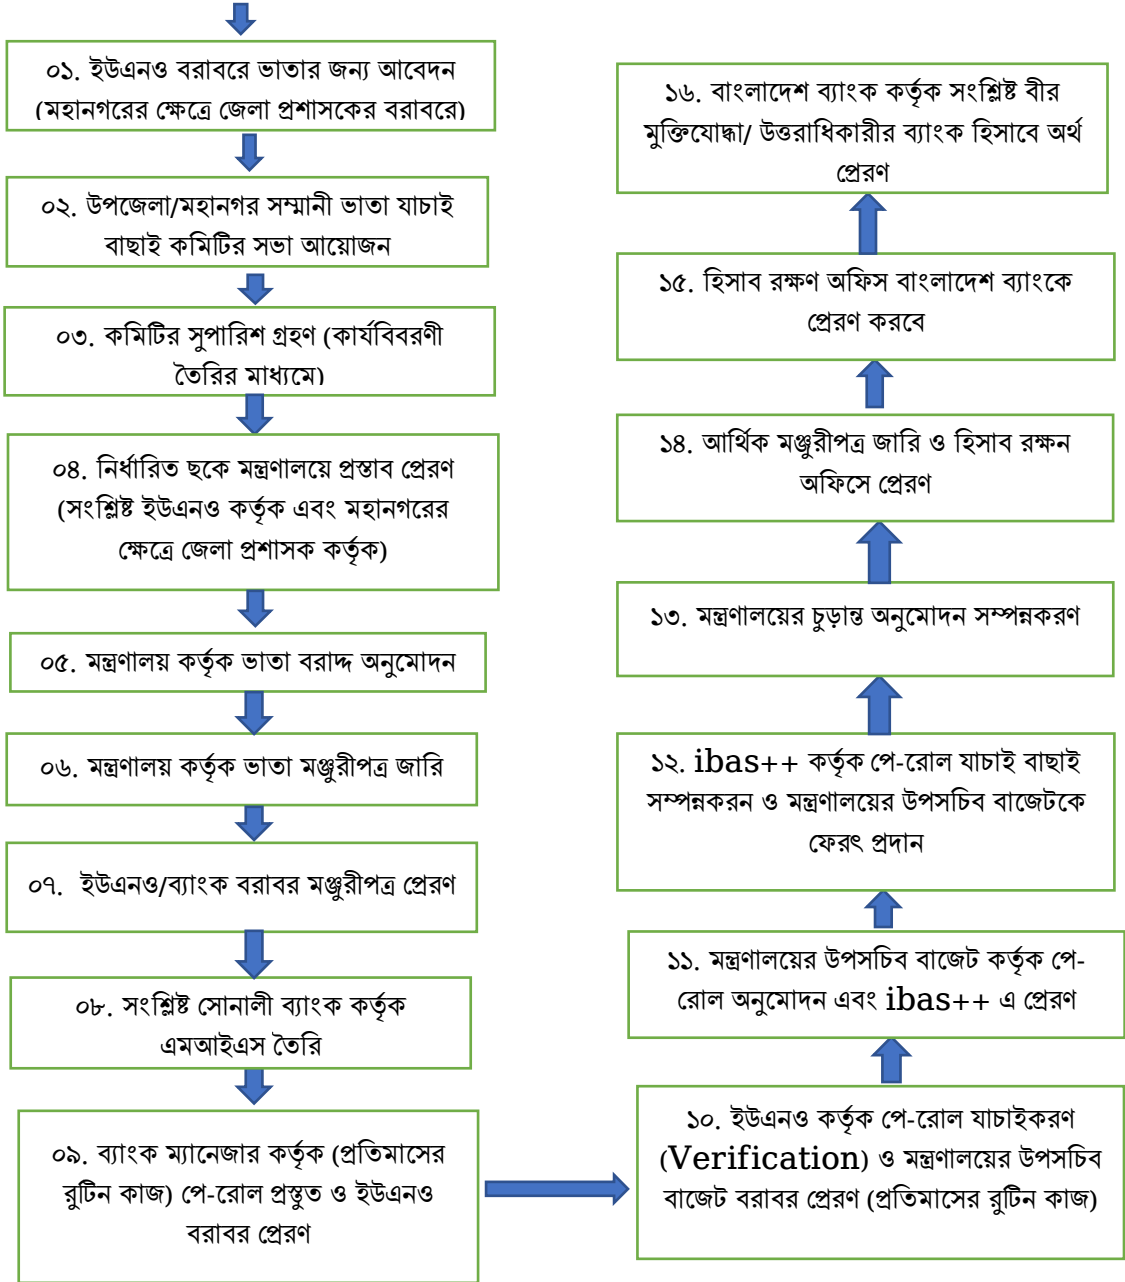 ০১. ইউএনও বরাবরে ভাতার জন্য আবেদন
(মহানগরের ক্ষেত্রে জেলা প্রশাসকের বরাবরে)
০২. উপজেলা/মহানগর সম্মানী ভাতা যাচাই
বাছাই কমিটির সভা আয়োজন
০৩. কমিটির সুপারিশ গ্রহণ (কার্যবিবরণী
তৈরির মাধ্যমে)
০৪. নির্ধারিত ছকে মন্ত্রণালয়ে প্রস্তাব প্রেরণ
(সংশ্লিষ্ট ইউএনও কর্তৃক এবং মহানগরের
ক্ষেত্রে জেলা প্রশাসক কর্তৃক)
০৫. মন্ত্রণালয় কর্তৃক ভাতা বরাদ্দ অনুমোদন
০৬. মন্ত্রণালয় কর্তৃক ভাতা মঞ্জুরীপত্র জারি
০৭. ইউএনও/ব্যাংক বরাবর মঞ্জুরীপত্র প্রেরণ
০৮. সংশ্লিষ্ট সোনালী ব্যাংক কর্তৃক
এমআইএস তৈরি
০৯. ব্যাংক ম্যানেজার কর্তৃক (প্রতিমাসের
রুটিন কাজ) পে-রোল প্রস্তুত ও ইউএনও
বরাবর প্রেরণ
১০. ইউএনও কর্তৃক পে-রোল যাচাইকরণ
(Verification) ও মন্ত্রণালয়ের উপসচিব
বাজেট বরাবর প্রেরণ (প্রতিমাসের রুটিন কাজ)
১১. মন্ত্রণালয়ের উপসচিব বাজেট কর্তৃক পে-
রোল অনুমোদন এবং ibas++ এ প্রেরণ
১২. ibas++ কর্তৃক পে-রোল যাচাই বাছাই
সম্পন্নকরন ও মন্ত্রণালয়ের উপসচিব বাজেটকে
ফেরৎ প্রদান
১৩. মন্ত্রণালয়ের চুড়ান্ত অনুমোদন সম্পন্নকরণ
১৪. আর্থিক মঞ্জুরীপত্র জারি ও হিসাব রক্ষন
অফিসে প্রেরণ
১৫. হিসাব রক্ষণ অফিস বাংলাদেশ ব্যাংকে
প্রেরণ করবে
১৬. বাংলাদেশ ব্যাংক কর্তৃক সংশ্লিষ্ট বীর
মুক্তিযোদ্ধা/ উত্তরাধিকারীর ব্যাংক হিসাবে অর্থ
প্রেরণ